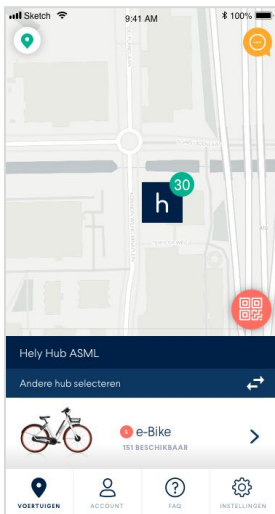 Sketch 9:41 AM 100%
30
h
Hely Hub ASML
Andere hub selecteren
s e-Bike
151 BESCHIKBAAR
VOERTUIGEN ACCOUNT FAQ INSTELLINGEN